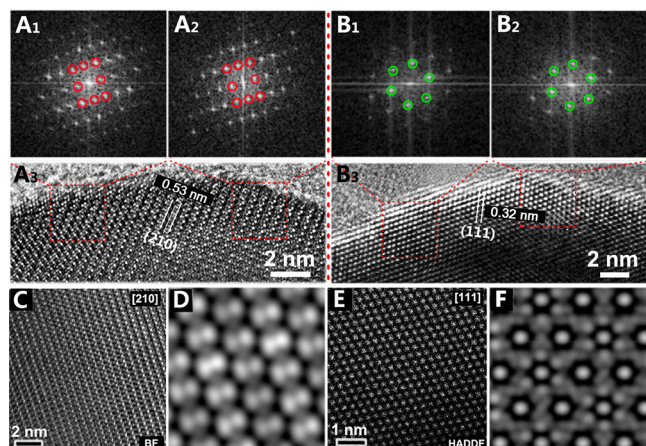 A1
A2
B1
B2
A3
0.53 nm
(210)
2 nm
B3
0.32 nm
(111)
2 nm
C
[210]
2 nm
BF
D
E
[111]
1 nm
HADDF
F